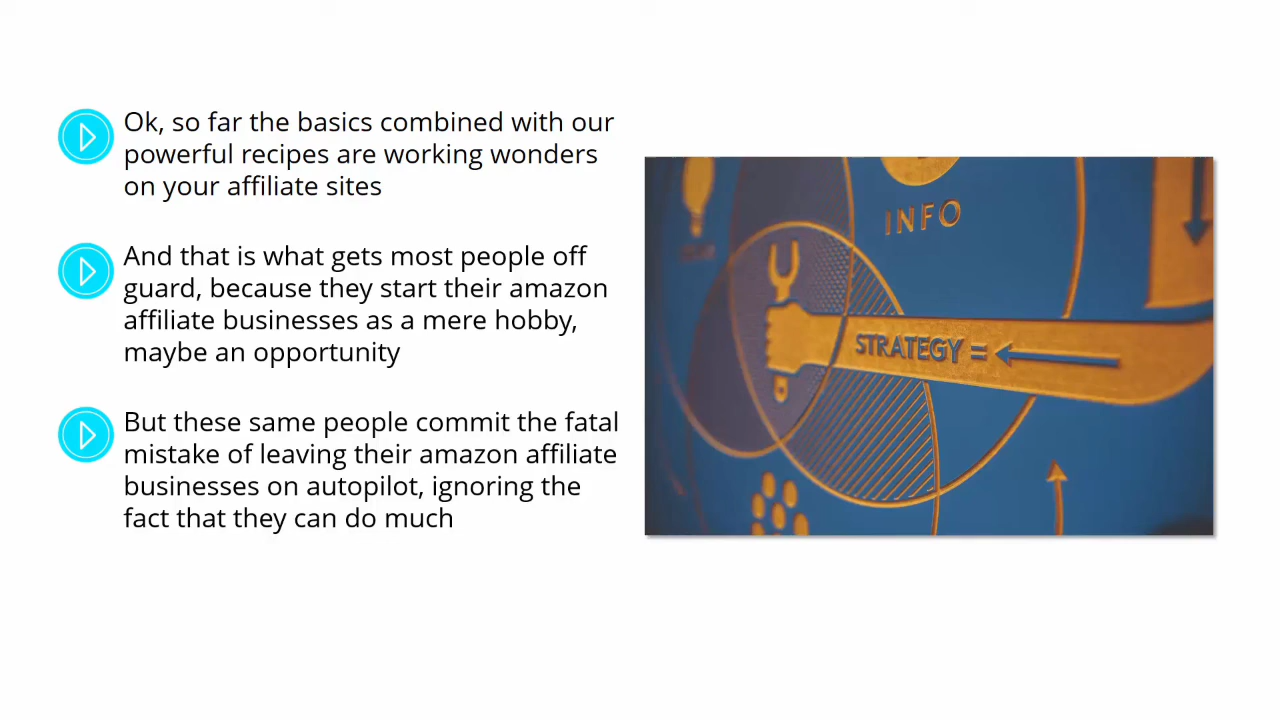 Ok, so far the basics combined with our
powerful recipes are working wonders
on your affiliate sites
And that is what gets most people off
guard, because they start their amazon
affiliate businesses as a mere hobby,
maybe an opportunity
But these same people commit the fatal
mistake of leaving their amazon affiliate
businesses on autopilot, ignoring the
fact that they can do much
INFO
STRATEGY =